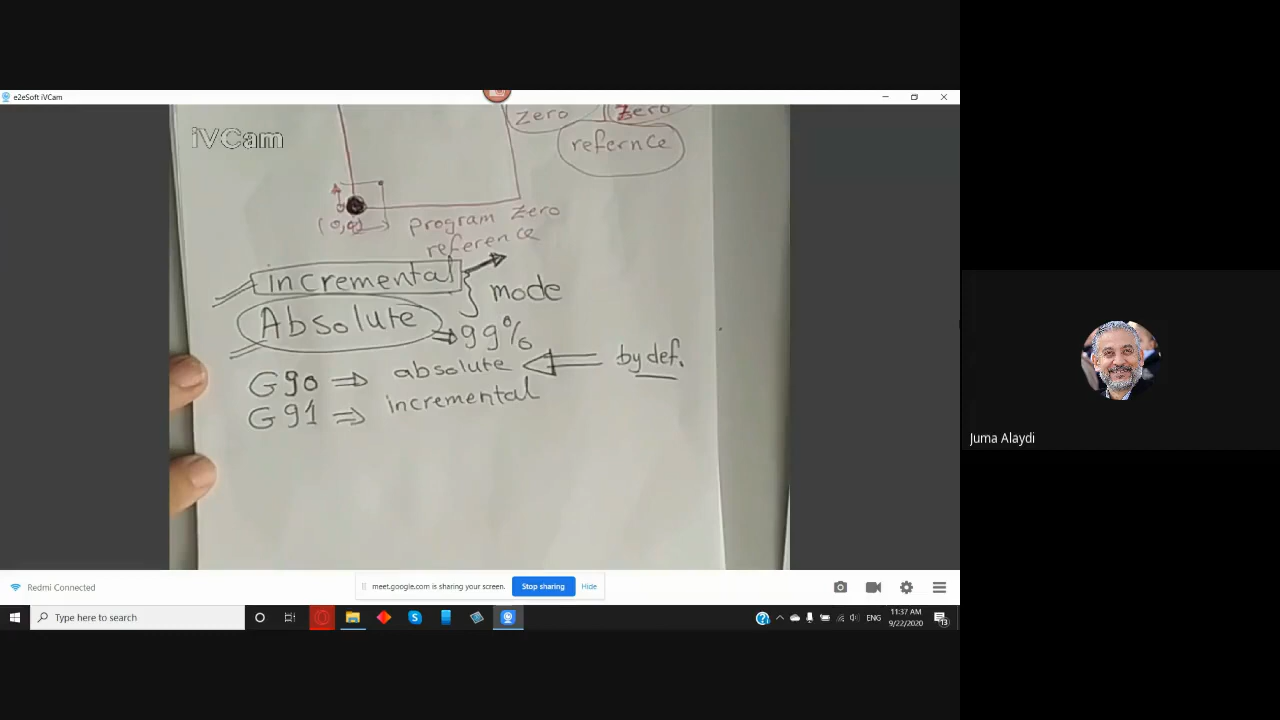 e2eSoft iVCam
iVCam
zero zero
refernce
(0,0)
program zero
reference
incremental
mode
Absolute ⇒ 99%
G90 ⇒ absolute ⇐ by def.
G91 ⇒ incremental
Juma Alaydi
Redmi Connected
meet.google.com is sharing your screen. Stop sharing Hide
Type here to search
ENG
11:37 AM
9/22/2020
13